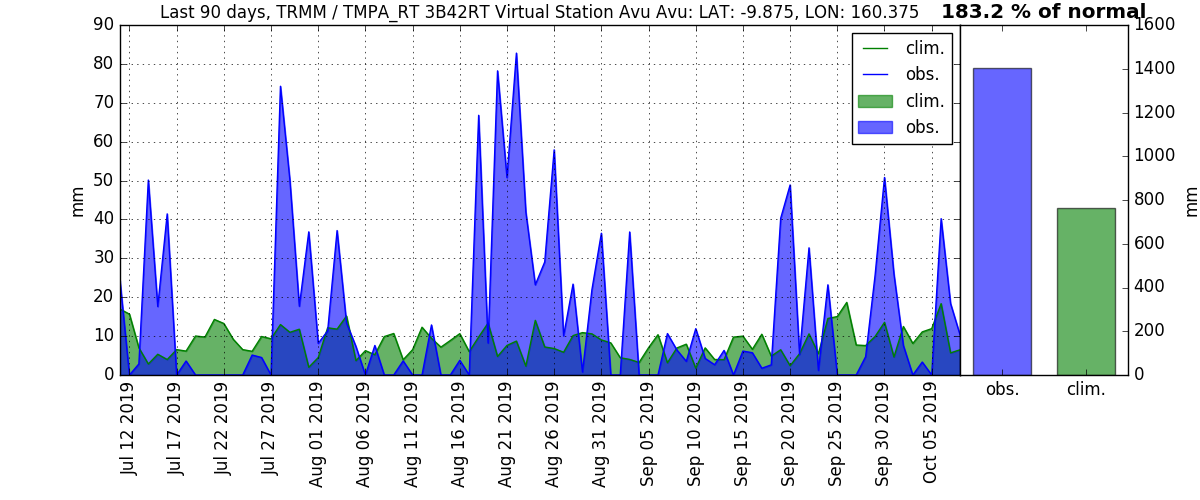 Last 90 days, TRMM / TMPA_RT 3B42RT Virtual Station Avu Avu: LAT: -9.875, LON: 160.375
183.2 % of normal
90
80
70
60
50
40
30
20
10
0
mm
clim.
obs.
clim.
obs.
Jul 12 2019
Jul 17 2019
Jul 22 2019
Jul 27 2019
Aug 01 2019
Aug 06 2019
Aug 11 2019
Aug 16 2019
Aug 21 2019
Aug 26 2019
Aug 31 2019
Sep 05 2019
Sep 10 2019
Sep 15 2019
Sep 20 2019
Sep 25 2019
Sep 30 2019
Oct 05 2019
1600
1400
1200
1000
800
600
400
200
0
mm
obs.
clim.